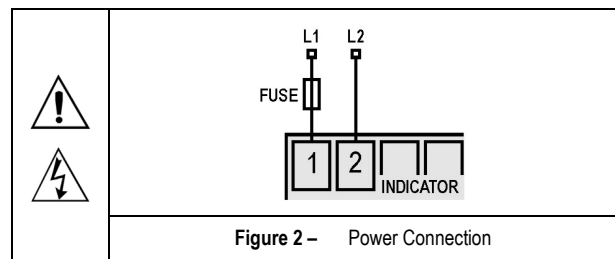 L1 L2
FUSE
1 2
INDICATOR
Figure 2 – Power Connection